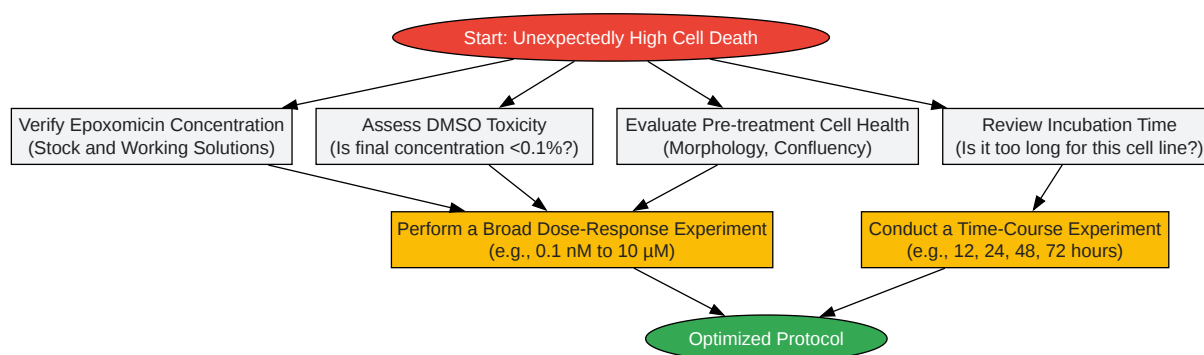 Start: Unexpectedly High Cell Death
Verify Epoxomicin Concentration
(Stock and Working Solutions)
Assess DMSO Toxicity
(Is final concentration <0.1%?)
Evaluate Pre-treatment Cell Health
(Morphology, Confluency)
Review Incubation Time
(Is it too long for this cell line?)
Perform a Broad Dose-Response Experiment
(e.g., 0.1 nM to 10 µM)
Conduct a Time-Course Experiment
(e.g., 12, 24, 48, 72 hours)
Optimized Protocol